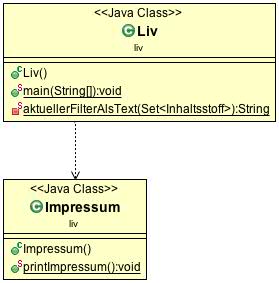 <<Java Class>>
Liv
liv
Liv()
main(String[]):void
aktuellerFilterAlsText(Set<Inhaltsstoff>):String
<<Java Class>>
Impressum
liv
Impressum()
printImpressum():void